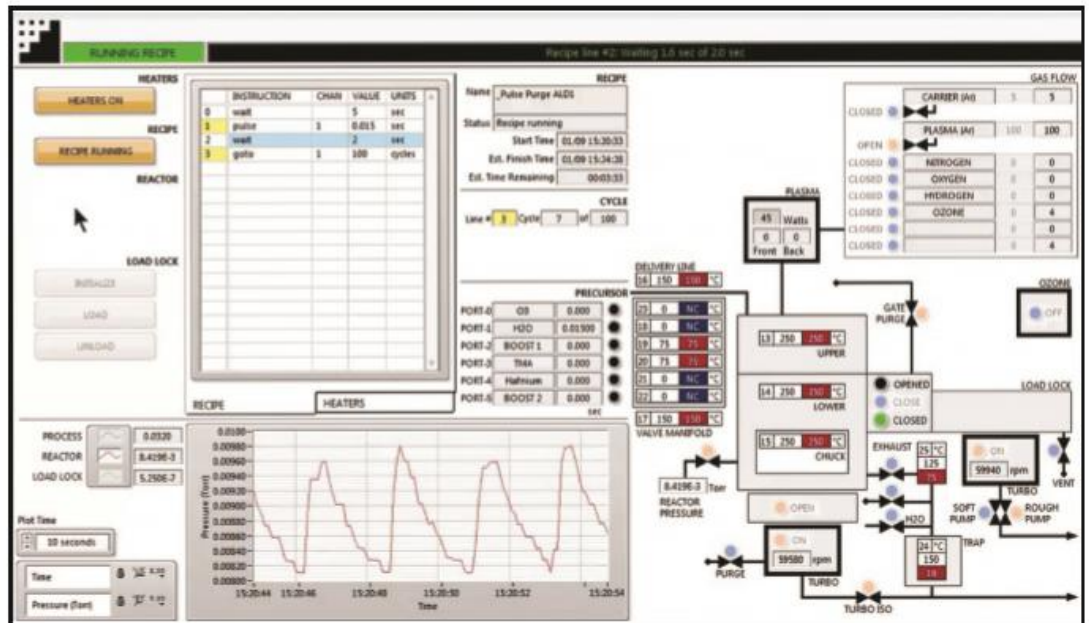 RUNNING RECIPE
Recipe line #2: Waiting 1.6 sec of 2.0 sec
HEATERS
HEATERS ON
RECIPE
RECIPE RUNNING
REACTOR
LOAD LOCK
INITIALIZE
LOAD
UNLOAD
INSTRUCTION CHAN VALUE UNITS
0 wait 5 sec
1 pulse 1 0.015 sec
2 wait 2 sec
3 goto 1 100 cycles
RECIPE
HEATERS
RECIPE
Name _Pulse Purge ALD1
Status Recipe running
Start Time 01/09 15:20:33
Est. Finish Time 01/09 15:24:28
Est. Time Remaining 00:03:33
CYCLE
Line # 3 Cycle 7 of 100
PRECURSOR
PORT-0 O3 0.000
PORT-1 H2O 0.01500
PORT-2 BOOST 1 0.000
PORT-3 TMA 0.000
PORT-4 Hafnium 0.000
PORT-5 BOOST 2 0.000
sec
DELIVERY LINE
16 150 150 °C
23 0 NC °C
18 0 NC °C
19 75 75 °C
20 75 75 °C
21 0 NC °C
22 0 NC °C
17 150 150 °C
VALVE MANIFOLD
PLASMA
45 Watts
0 0
Front Back
GAS FLOW
CARRIER (Ar) 5 5
CLOSED
PLASMA (Ar) 100 100
OPEN
CLOSED NITROGEN 0 0
CLOSED OXYGEN 0 0
CLOSED HYDROGEN 0 0
CLOSED OZONE 0 4
CLOSED 0 0
CLOSED 0 4
OZONE
OFF
GATE
PURGE
13 250 250 °C
UPPER
14 250 250 °C
LOWER
15 250 250 °C
CHUCK
OPENED
CLOSE
CLOSED
LOAD LOCK
EXHAUST
25 °C
125
75
ON
59940 rpm
TURBO
VENT
SOFT
PUMP
ROUGH
PUMP
H2O
24 °C
150
TRAP
8.419E-3 Torr
REACTOR
PRESSURE
OPEN
ON
59580 rpm
TURBO
PURGE
TURBO ISO
PROCESS 0.0320
REACTOR 8.419E-3
LOAD LOCK 5.250E-7
Plot Time
10 seconds
Time
Pressure (Torr)
Pressure (Torr)
0.0100
0.00980
0.00960
0.00940
0.00920
0.00900
0.00880
0.00860
0.00840
0.00820
0.00800
15:20:44 15:20:46 15:20:48 15:20:50 15:20:52 15:20:54
Time